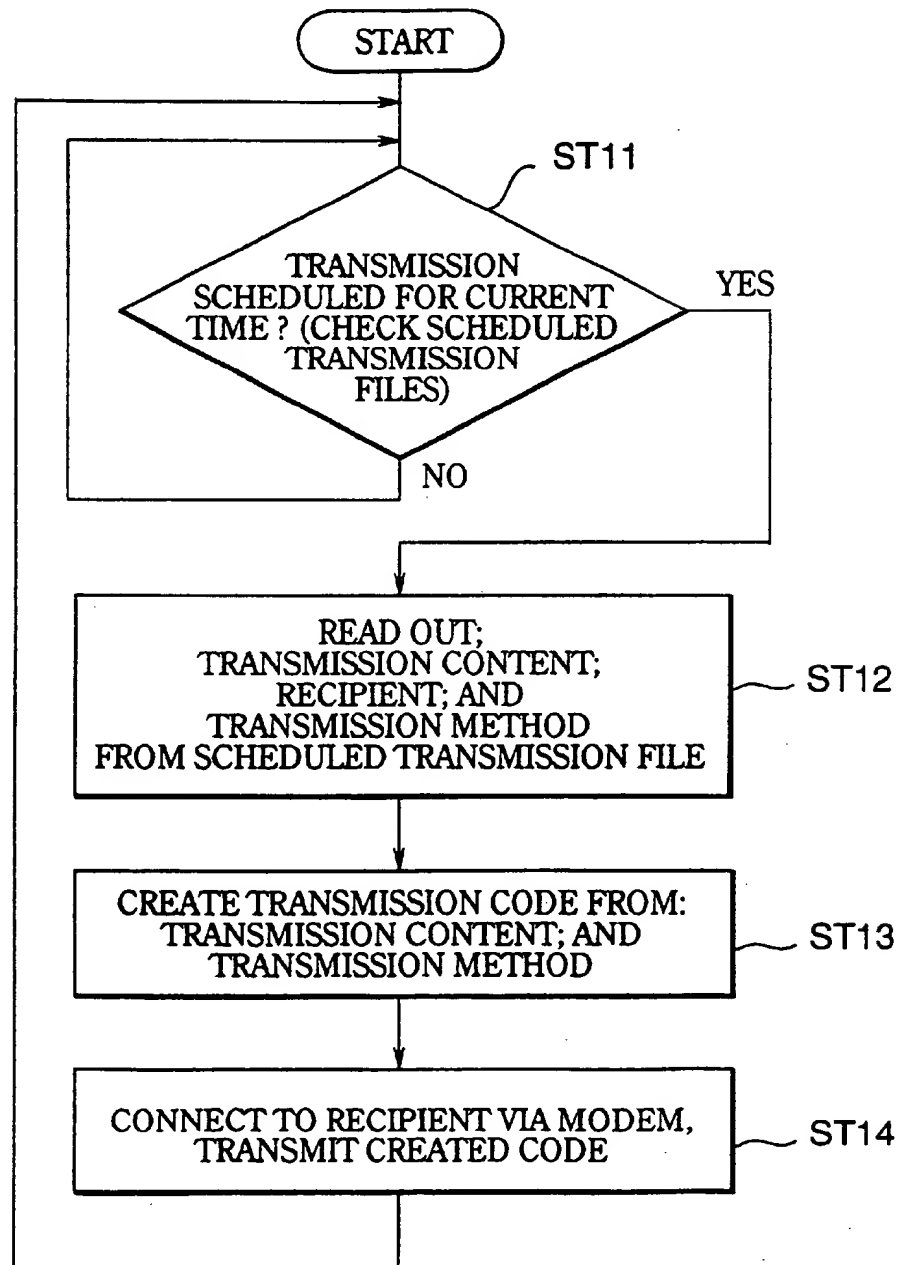 START
ST11
TRANSMISSION
SCHEDULED FOR CURRENT
TIME ? (CHECK SCHEDULED
TRANSMISSION
FILES)
YES
NO
READ OUT;
TRANSMISSION CONTENT;
RECIPIENT; AND
TRANSMISSION METHOD
FROM SCHEDULED TRANSMISSION FILE
ST12
CREATE TRANSMISSION CODE FROM:
TRANSMISSION CONTENT; AND
TRANSMISSION METHOD
ST13
CONNECT TO RECIPIENT VIA MODEM,
TRANSMIT CREATED CODE
ST14